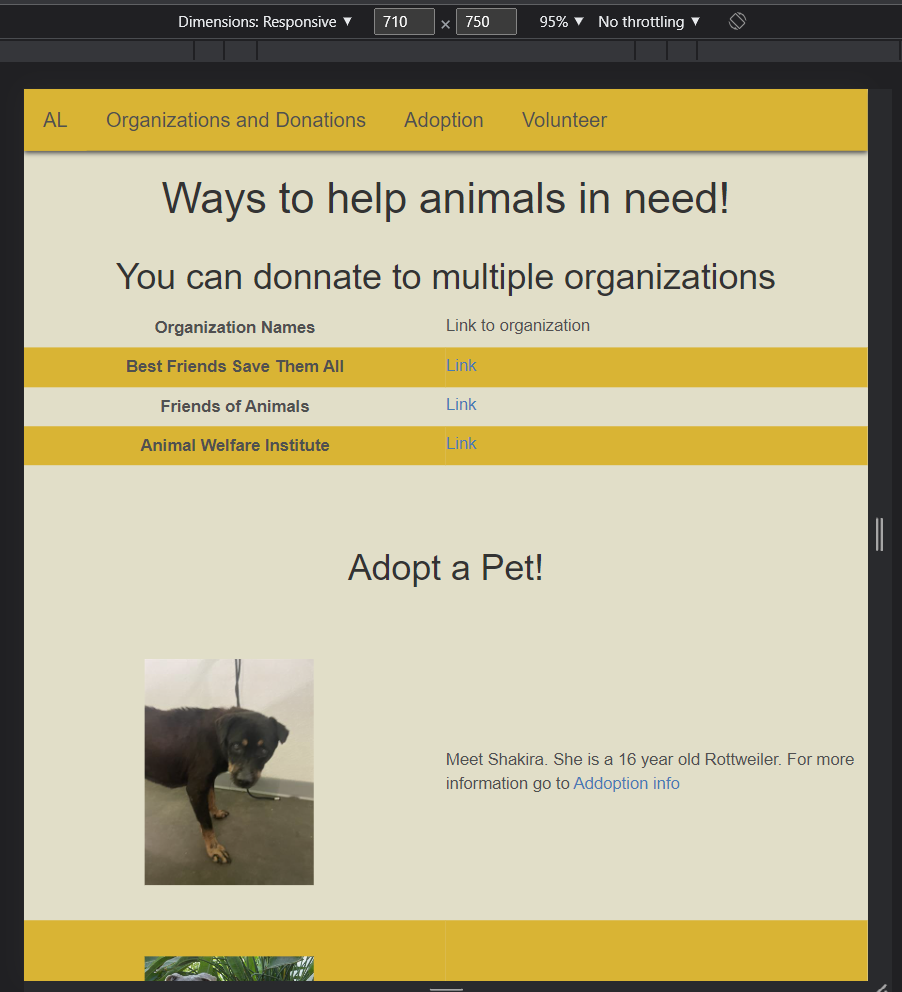 Dimensions: Responsive ▼ 710 × 750 95% ▼ No throttling ▼
AL Organizations and Donations Adoption Volunteer
Ways to help animals in need!
You can donnate to multiple organizations
Organization Names Link to organization
Best Friends Save Them All Link
Friends of Animals Link
Animal Welfare Institute Link
Adopt a Pet!
Meet Shakira. She is a 16 year old Rottweiler. For more
information go to Addoption info